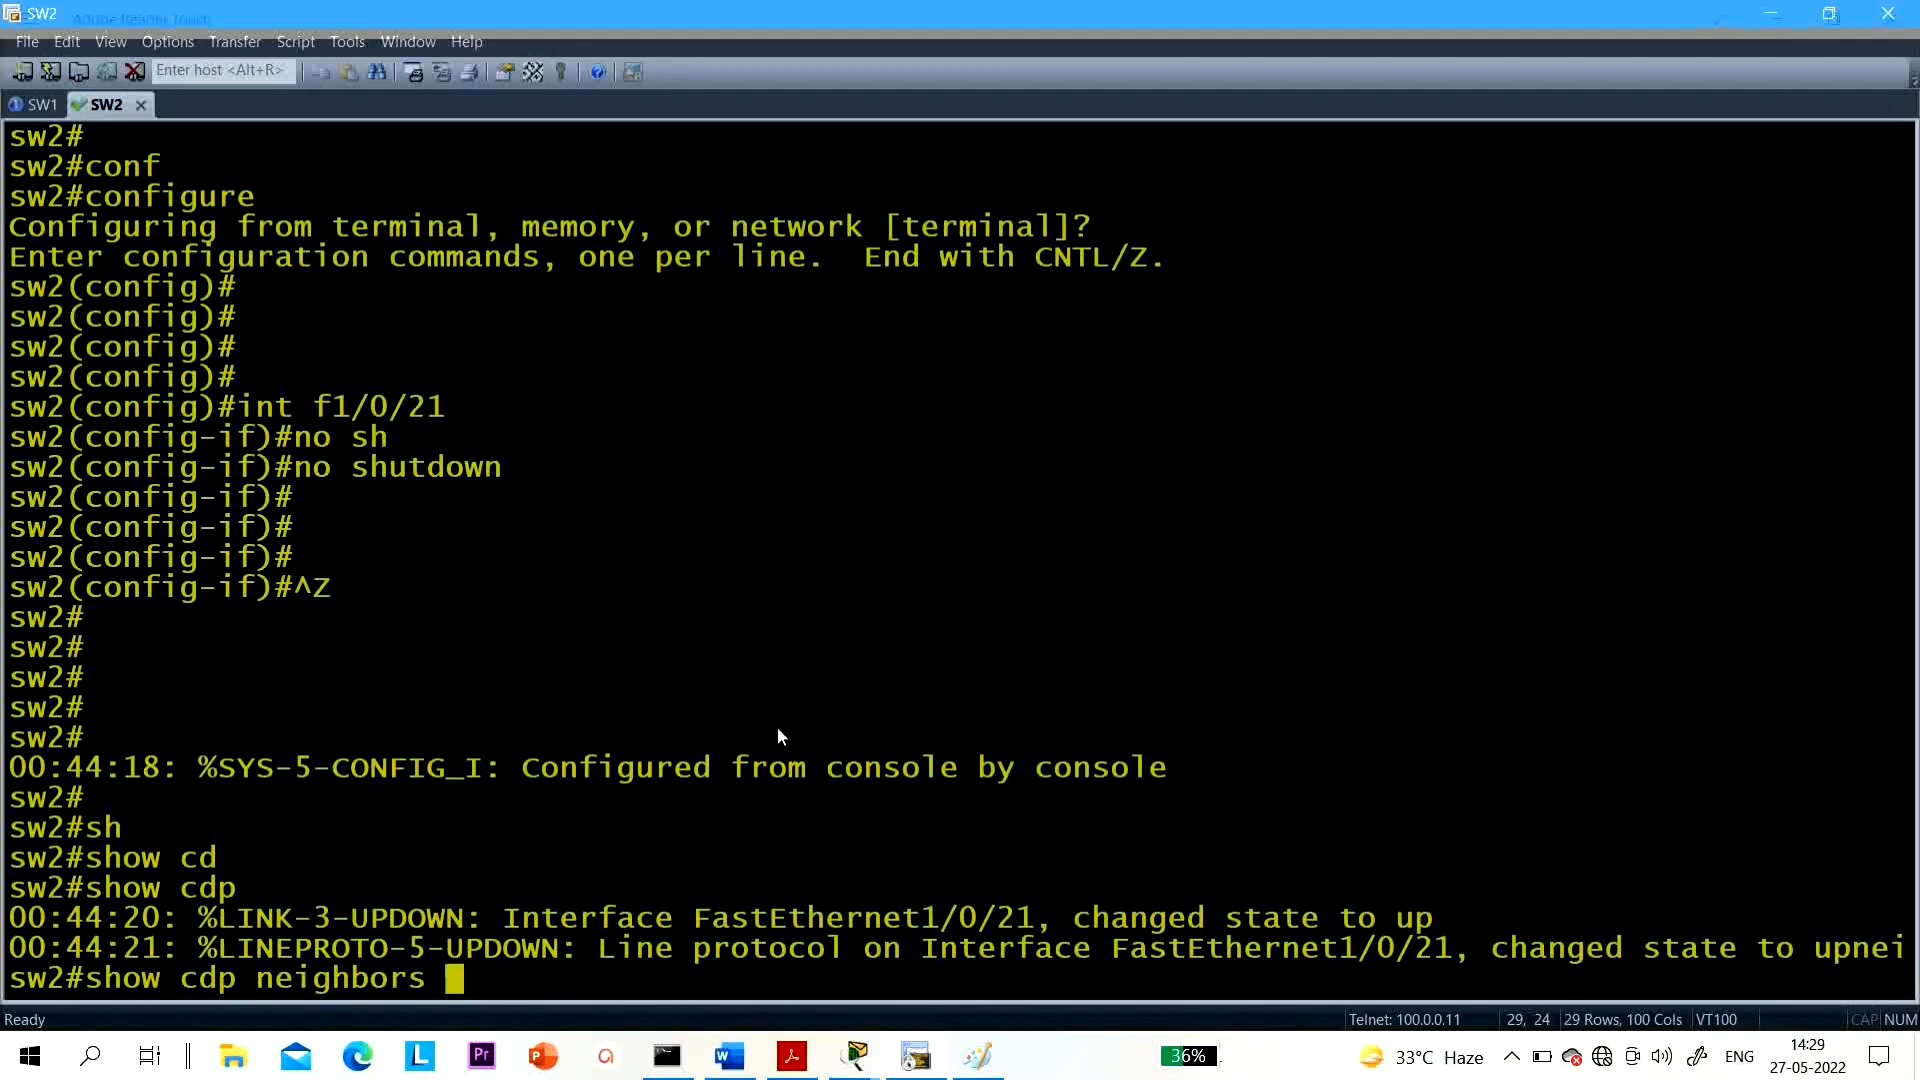 SW2
File Edit View Options Transfer Script Tools Window Help
Enter host <Alt+R>
SW1 SW2
sw2#
sw2#conf
sw2#configure
Configuring from terminal, memory, or network [terminal]?
Enter configuration commands, one per line.  End with CNTL/Z.
sw2(config)#
sw2(config)#
sw2(config)#
sw2(config)#
sw2(config)#int f1/0/21
sw2(config-if)#no sh
sw2(config-if)#no shutdown
sw2(config-if)#
sw2(config-if)#
sw2(config-if)#
sw2(config-if)#^Z
sw2#
sw2#
sw2#
sw2#
sw2#
00:44:18: %SYS-5-CONFIG_I: Configured from console by console
sw2#
sw2#sh
sw2#show cd
sw2#show cdp
00:44:20: %LINK-3-UPDOWN: Interface FastEthernet1/0/21, changed state to up
00:44:21: %LINEPROTO-5-UPDOWN: Line protocol on Interface FastEthernet1/0/21, changed state to upnei
sw2#show cdp neighbors
Ready Telnet: 100.0.0.11 29, 24 29 Rows, 100 Cols VT100 CAP NUM
L Pr P W 36% 33°C Haze ENG 14:29
27-05-2022